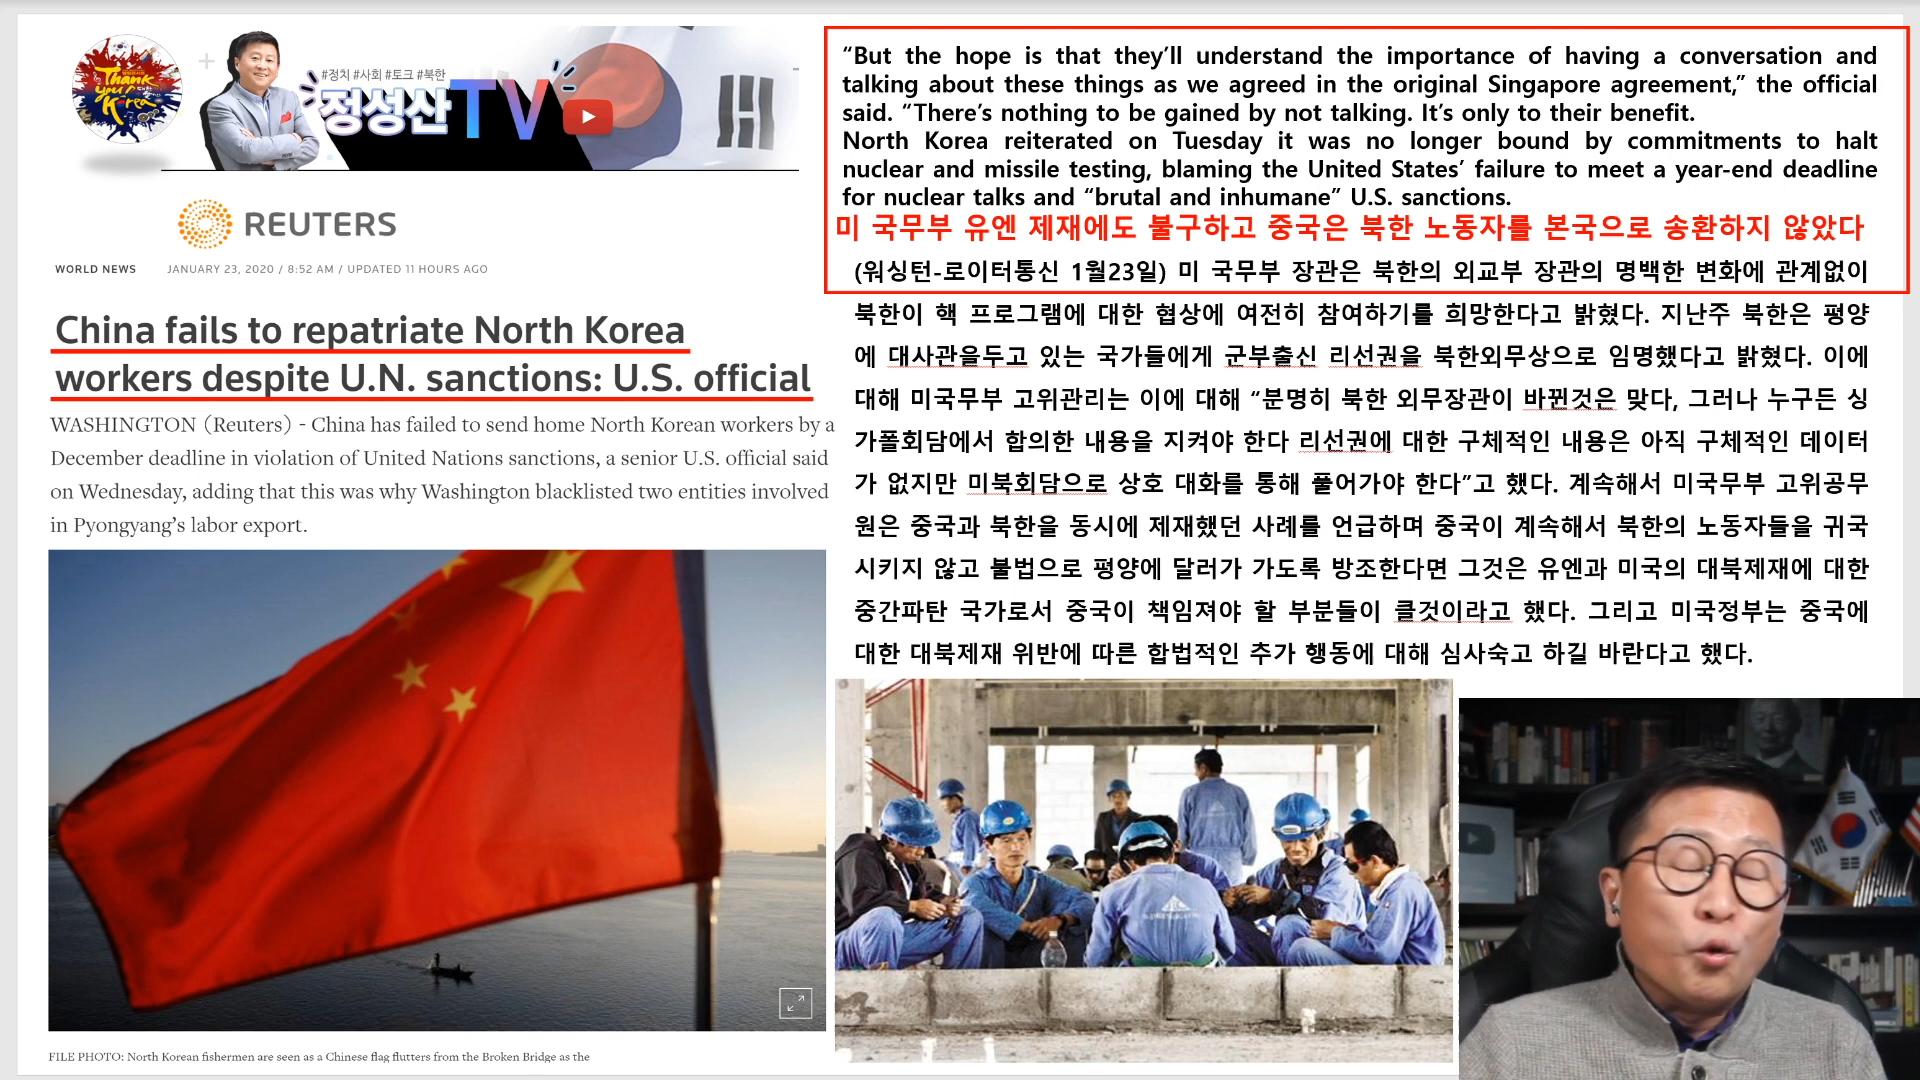 Thank
you
Korea
#정치 #사회 #토크 #북한
정성산TV
REUTERS
WORLD NEWS
JANUARY 23, 2020 / 8:52 AM / UPDATED 11 HOURS AGO
China fails to repatriate North Korea
workers despite U.N. sanctions: U.S. official
WASHINGTON (Reuters) - China has failed to send home North Korean workers by a
December deadline in violation of United Nations sanctions, a senior U.S. official said
on Wednesday, adding that this was why Washington blacklisted two entities involved
in Pyongyang’s labor export.
FILE PHOTO: North Korean fishermen are seen as a Chinese flag flutters from the Broken Bridge as the
“But the hope is that they’ll understand the importance of having a conversation and
talking about these things as we agreed in the original Singapore agreement,” the official
said. “There’s nothing to be gained by not talking. It’s only to their benefit.
North Korea reiterated on Tuesday it was no longer bound by commitments to halt
nuclear and missile testing, blaming the United States’ failure to meet a year-end deadline
for nuclear talks and “brutal and inhumane” U.S. sanctions.
미 국무부 유엔 제재에도 불구하고 중국은 북한 노동자를 본국으로 송환하지 않았다
(워싱턴-로이터통신 1월23일) 미 국무부 장관은 북한의 외교부 장관의 명백한 변화에 관계없이
북한이 핵 프로그램에 대한 협상에 여전히 참여하기를 희망한다고 밝혔다. 지난주 북한은 평양
에 대사관을두고 있는 국가들에게 군부출신 리선권을 북한외무상으로 임명했다고 밝혔다. 이에
대해 미국무부 고위관리는 이에 대해 “분명히 북한 외무장관이 바뀐것은 맞다, 그러나 누구든 싱
가폴회담에서 합의한 내용을 지켜야 한다 리선권에 대한 구체적인 내용은 아직 구체적인 데이터
가 없지만 미북회담으로 상호 대화를 통해 풀어가야 한다”고 했다. 계속해서 미국무부 고위공무
원은 중국과 북한을 동시에 제재했던 사례를 언급하며 중국이 계속해서 북한의 노동자들을 귀국
시키지 않고 불법으로 평양에 달러가 가도록 방조한다면 그것은 유엔과 미국의 대북제재에 대한
중간파탄 국가로서 중국이 책임져야 할 부분들이 클것이라고 했다. 그리고 미국정부는 중국에
대한 대북제재 위반에 따른 합법적인 추가 행동에 대해 심사숙고 하길 바란다고 했다.